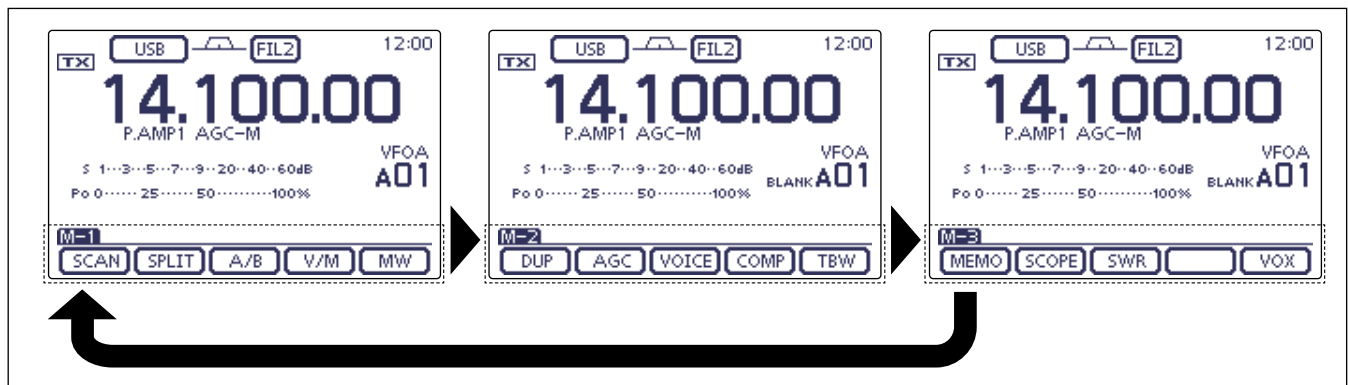 USB FIL2 12:00
TX
14.100.00
P.AMP1 AGC-M
VFOA
S 1···3···5···7···9··20··40··60dB
A01
Po 0······ 25 ······ 50 ·········100%
M-1
SCAN SPLIT A/B V/M MW
USB FIL2 12:00
TX
14.100.00
P.AMP1 AGC-M
VFOA
S 1···3···5···7···9··20··40··60dB
BLANK A01
Po 0······ 25 ······ 50 ·········100%
M-2
DUP AGC VOICE COMP TBW
USB FIL2 12:00
TX
14.100.00
P.AMP1 AGC-M
VFOA
S 1···3···5···7···9··20··40··60dB
BLANK A01
Po 0······ 25 ······ 50 ·········100%
M-3
MEMO SCOPE SWR VOX